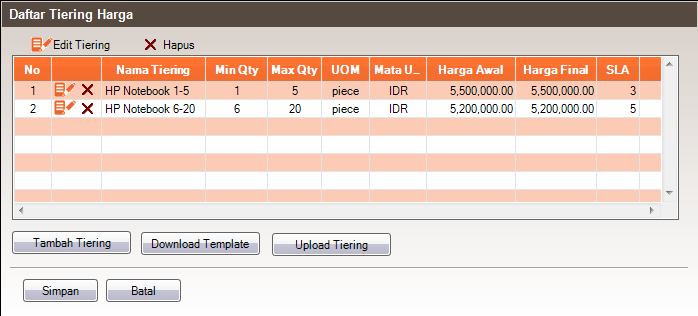 Daftar Tiering Harga
Edit Tiering Hapus
No Nama Tiering Min Qty Max Qty UOM Mata U... Harga Awal Harga Final SLA
1 HP Notebook 1-5 1 5 piece IDR 5,500,000.00 5,500,000.00 3
2 HP Notebook 6-20 6 20 piece IDR 5,200,000.00 5,200,000.00 5
Tambah Tiering Download Template Upload Tiering
Simpan Batal